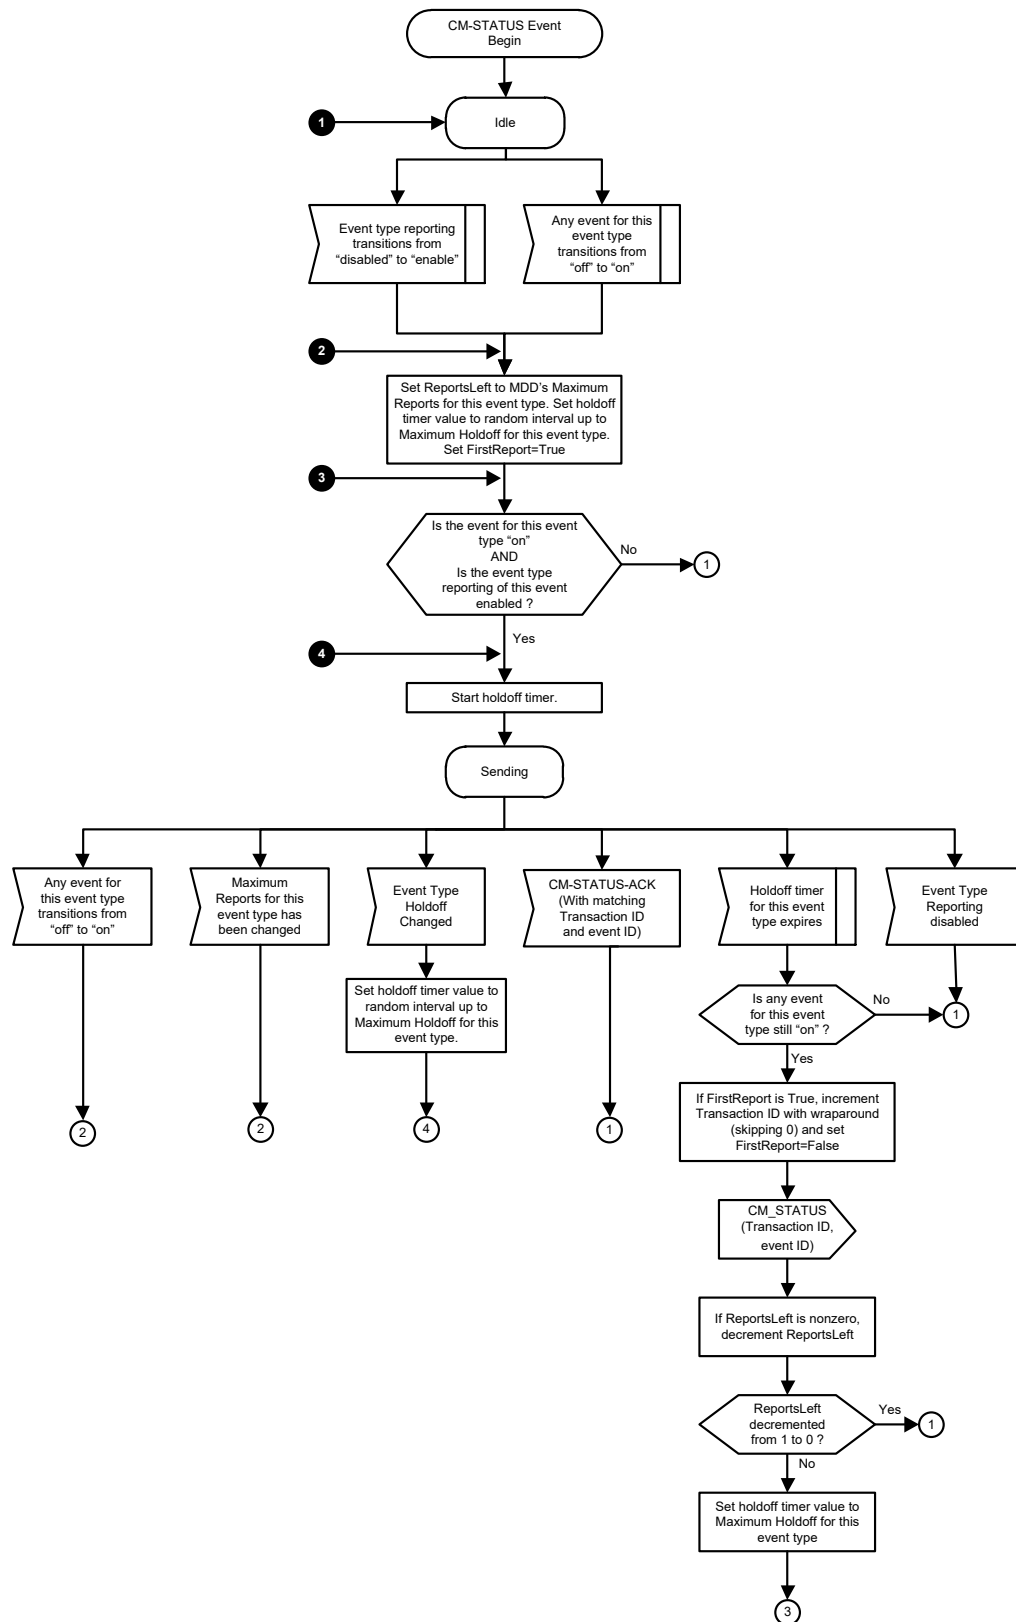 CM-STATUS Event
Begin
1
Idle
Event type reporting
transitions from
“disabled” to “enable”
Any event for this
event type
transitions from
“off” to “on”
2
Set ReportsLeft to MDD’s Maximum
Reports for this event type. Set holdoff
timer value to random interval up to
Maximum Holdoff for this event type.
Set FirstReport=True
3
Is the event for this event
type “on”
AND
Is the event type
reporting of this event
enabled ?
No
1
Yes
4
Start holdoff timer.
Sending
Any event for
this event type
transitions from
“off” to “on”
Maximum
Reports for this
event type has
been changed
Event Type
Holdoff
Changed
CM-STATUS-ACK
(With matching
Transaction ID
and event ID)
Holdoff timer
for this event
type expires
Event Type
Reporting
disabled
Set holdoff timer value to
random interval up to
Maximum Holdoff for this
event type.
Is any event
for this event
type still “on” ?
No
1
Yes
2
2
4
1
If FirstReport is True, increment
Transaction ID with wraparound
(skipping 0) and set
FirstReport=False
CM_STATUS
(Transaction ID,
event ID)
If ReportsLeft is nonzero,
decrement ReportsLeft
ReportsLeft
decremented
from 1 to 0 ?
Yes
1
No
Set holdoff timer value to
Maximum Holdoff for this
event type
3